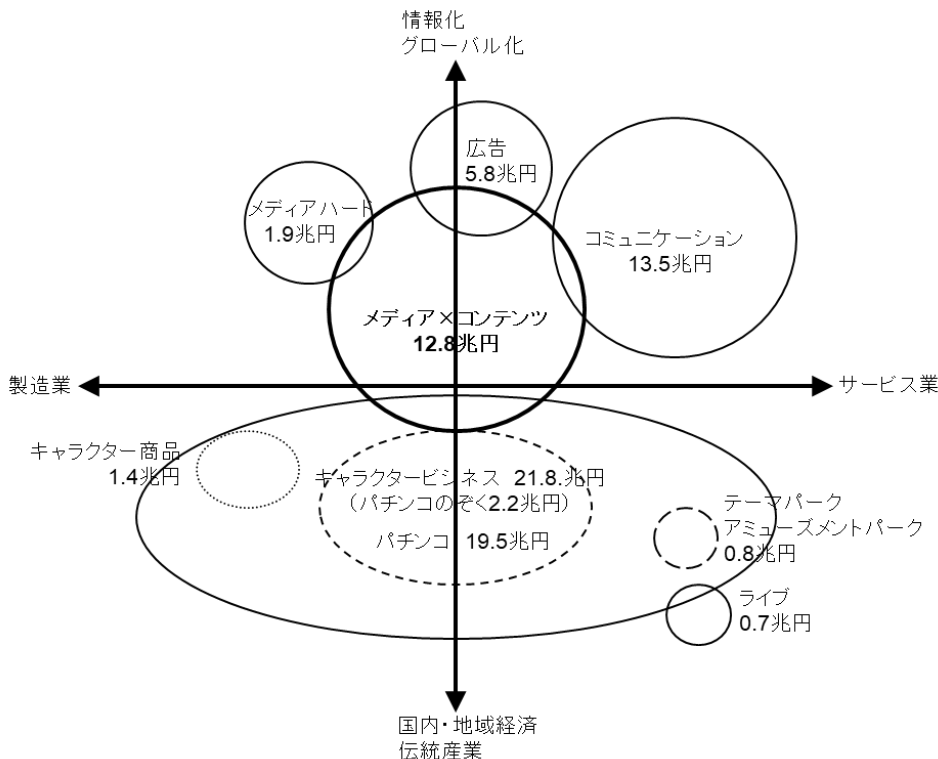 情報化
グローバル化
広告
5.8兆円
メディアハード
1.9兆円
コミュニケーション
13.5兆円
メディア×コンテンツ
12.8兆円
製造業
サービス業
キャラクター商品
1.4兆円
キャラクタービジネス 21.8.兆円
(パチンコのぞく2.2兆円)
パチンコ 19.5兆円
テーマパーク
アミューズメントパーク
0.8兆円
ライブ
0.7兆円
国内・地域経済
伝統産業